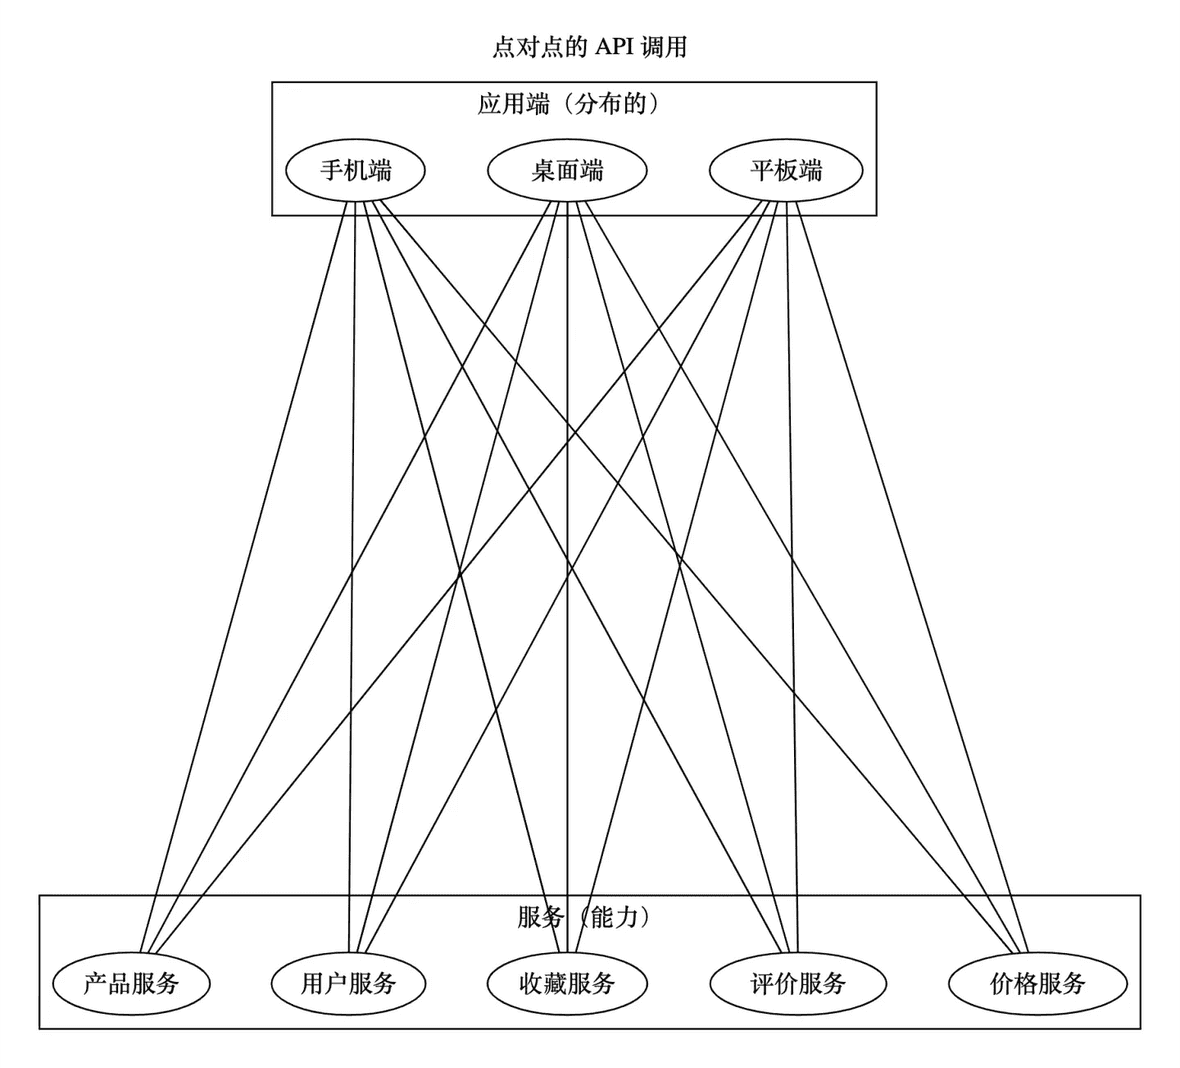 点对点的 API 调用
应用端（分布的）
手机端
桌面端
平板端
服务（能力）
产品服务
用户服务
收藏服务
评价服务
价格服务